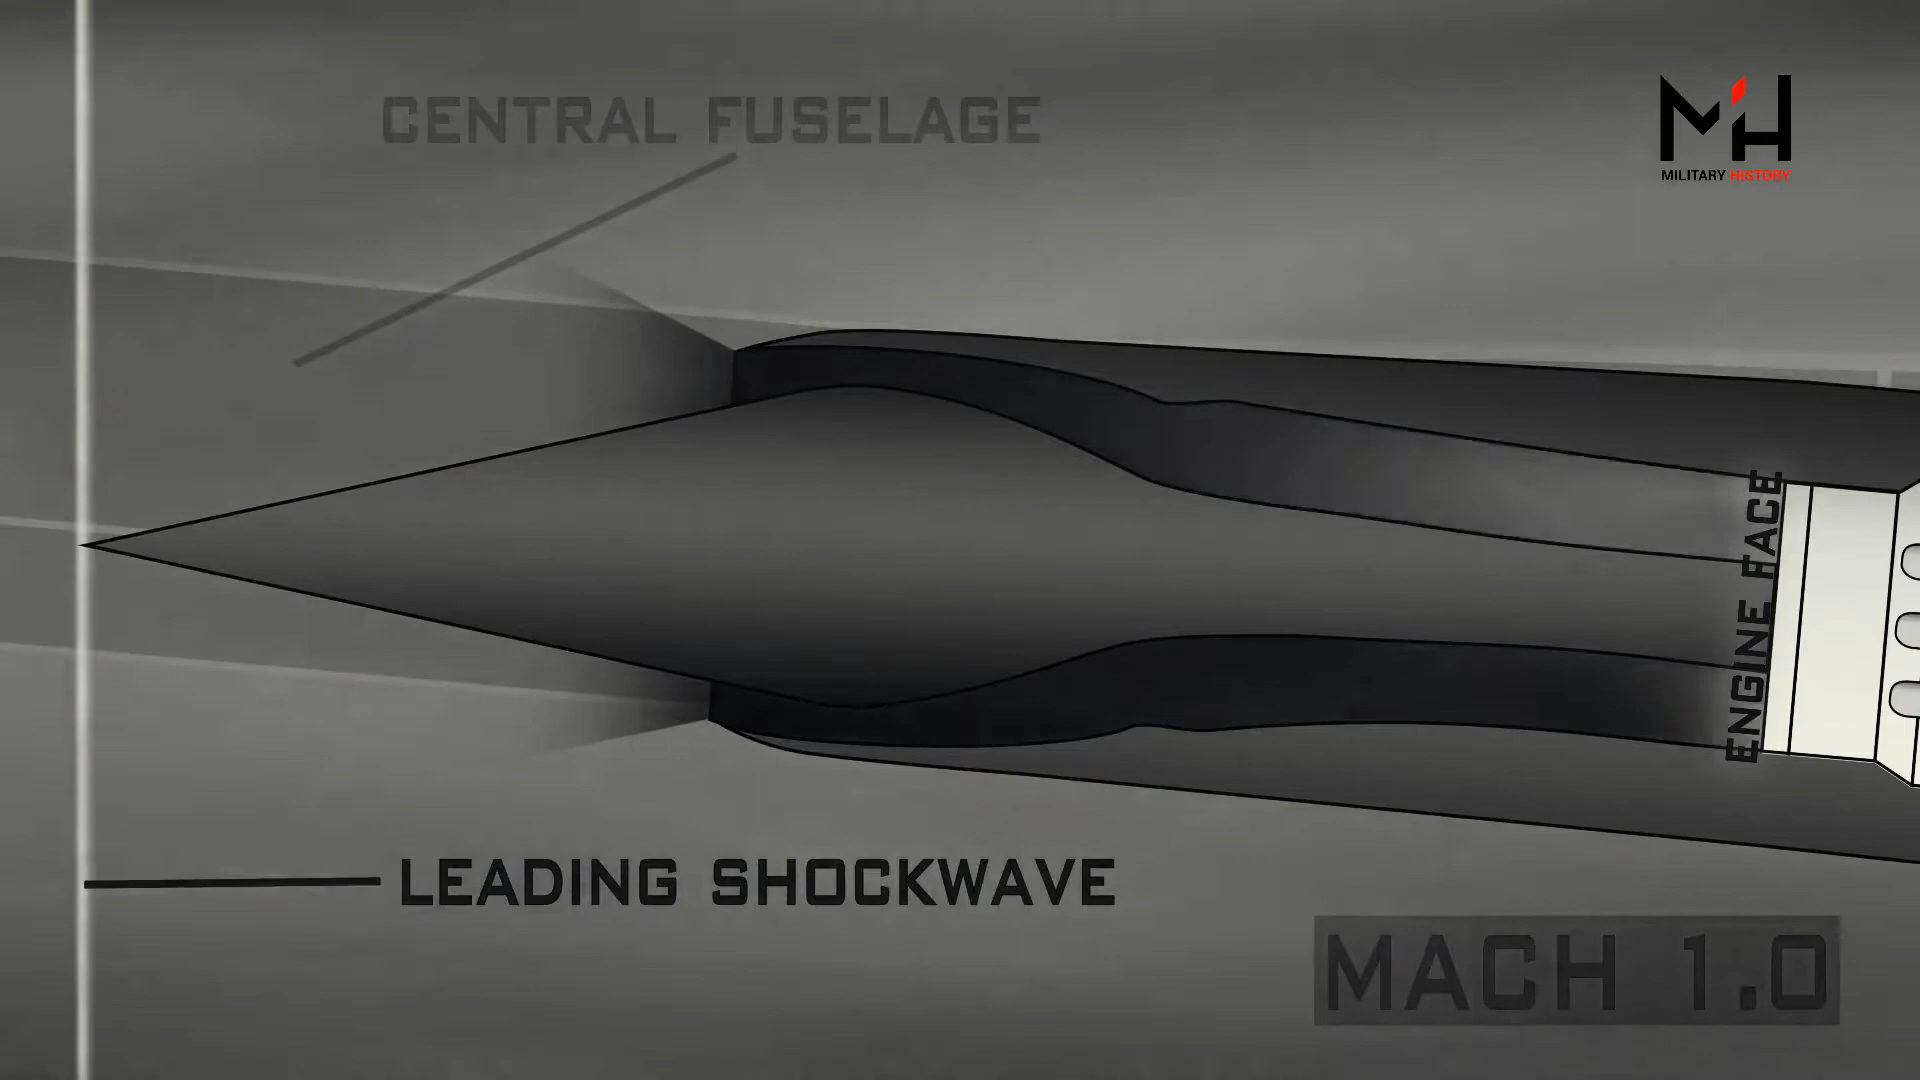 CENTRAL FUSELAGE
MH
MILITARY HISTORY
ENGINE FACE
LEADING SHOCKWAVE
MACH 1.0